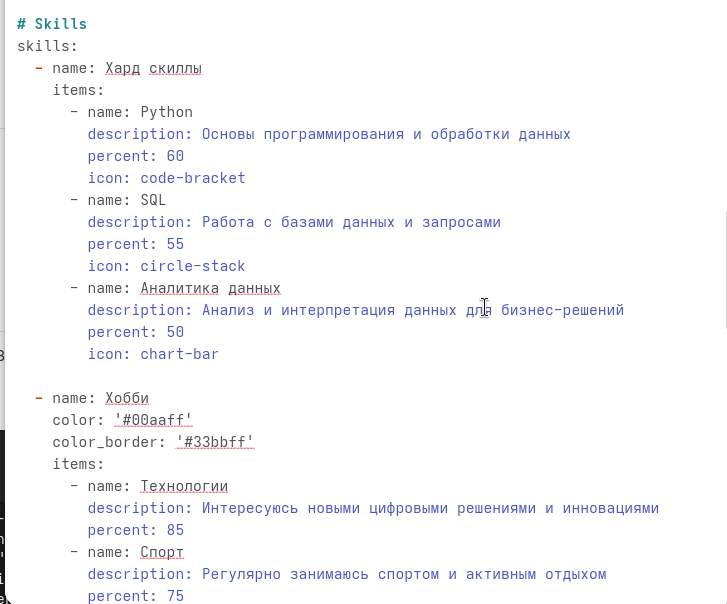 # Skills
skills:
  - name: Хард скиллы
    items:
      - name: Python
        description: Основы программирования и обработки данных
        percent: 60
        icon: code-bracket
      - name: SQL
        description: Работа с базами данных и запросами
        percent: 55
        icon: circle-stack
      - name: Аналитика данных
        description: Анализ и интерпретация данных для бизнес-решений
        percent: 50
        icon: chart-bar

  - name: Хобби
    color: '#00aaff'
    color_border: '#33bbff'
    items:
      - name: Технологии
        description: Интересуюсь новыми цифровыми решениями и инновациями
        percent: 85
      - name: Спорт
        description: Регулярно занимаюсь спортом и активным отдыхом
        percent: 75